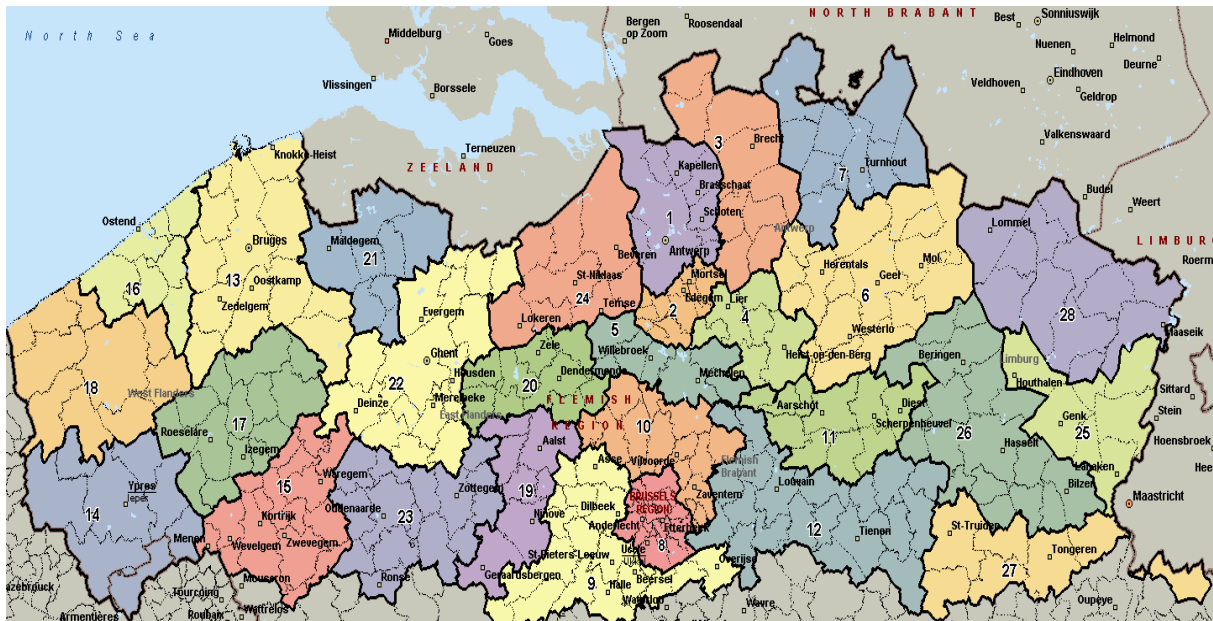 North Sea
NORTH BRABANT
Middelburg
Goes
Bergen
op Zoom
Roosendaal
Best
Sonniuswijk
Nuenen
Helmond
Deurne
Vlissingen
Borssele
Veldhoven
Eindhoven
Geldrop
Valkenswaard
3
Brecht
Knokke-Heist
Terneuzen
ZEELAND
Kapellen
7
Turnhout
Brasschaat
Budel
Weert
Ostend
Schoten
1
Lommel
Antwerp
Bruges
Maldegem
21
Beveren
Antwerp
LIMBURG
Roerm
13
Oostkamp
St-Niklaas
Mortsel
Herentals
Geel
Mol
16
Zedelgem
24
Edegem
Lier
6
Temse
2
4
28
Evergem
Lokeren
5
Westerlo
Maaseik
Ghent
Zele
Willebroek
Heist-op-den-Berg
Beringen
Limburg
18
22
Heusden
20
Dendermonde
Mechelen
Houthalen
West Flanders
Deinze
Merelbeke
East Flanders
FLEMISH
REGION
Aarschot
Diest
Scherpenheuvel
Sittard
Stein
17
Roeselare
Izegem
Aalst
10
11
26
Genk
25
Hoensbroek
Hasselt
Hee
Asse
Vilvoorde
Flemish
Brabant
Lanaken
Bilzen
Ypres
Ieper
14
15
Waregem
Oudenaarde
23
Zottegem
19
Louvain
Zaventem
BRUSSELS
REGION
Maastricht
Kortrijk
Ninove
Dilbeek
Anderlecht
Etterbeek
12
Tienen
St-Truiden
Menen
Wevelgem
Zwevegem
St-Pieters-Leeuw
Uccle
Ukkel
8
Overijse
Tongeren
27
Mouscron
Ronse
Geraardsbergen
9
Halle
Beersel
azebrouck
Tourcoing
Roubaix
Wattrelos
Waterloo
Wavre
Oupeye
Armentières